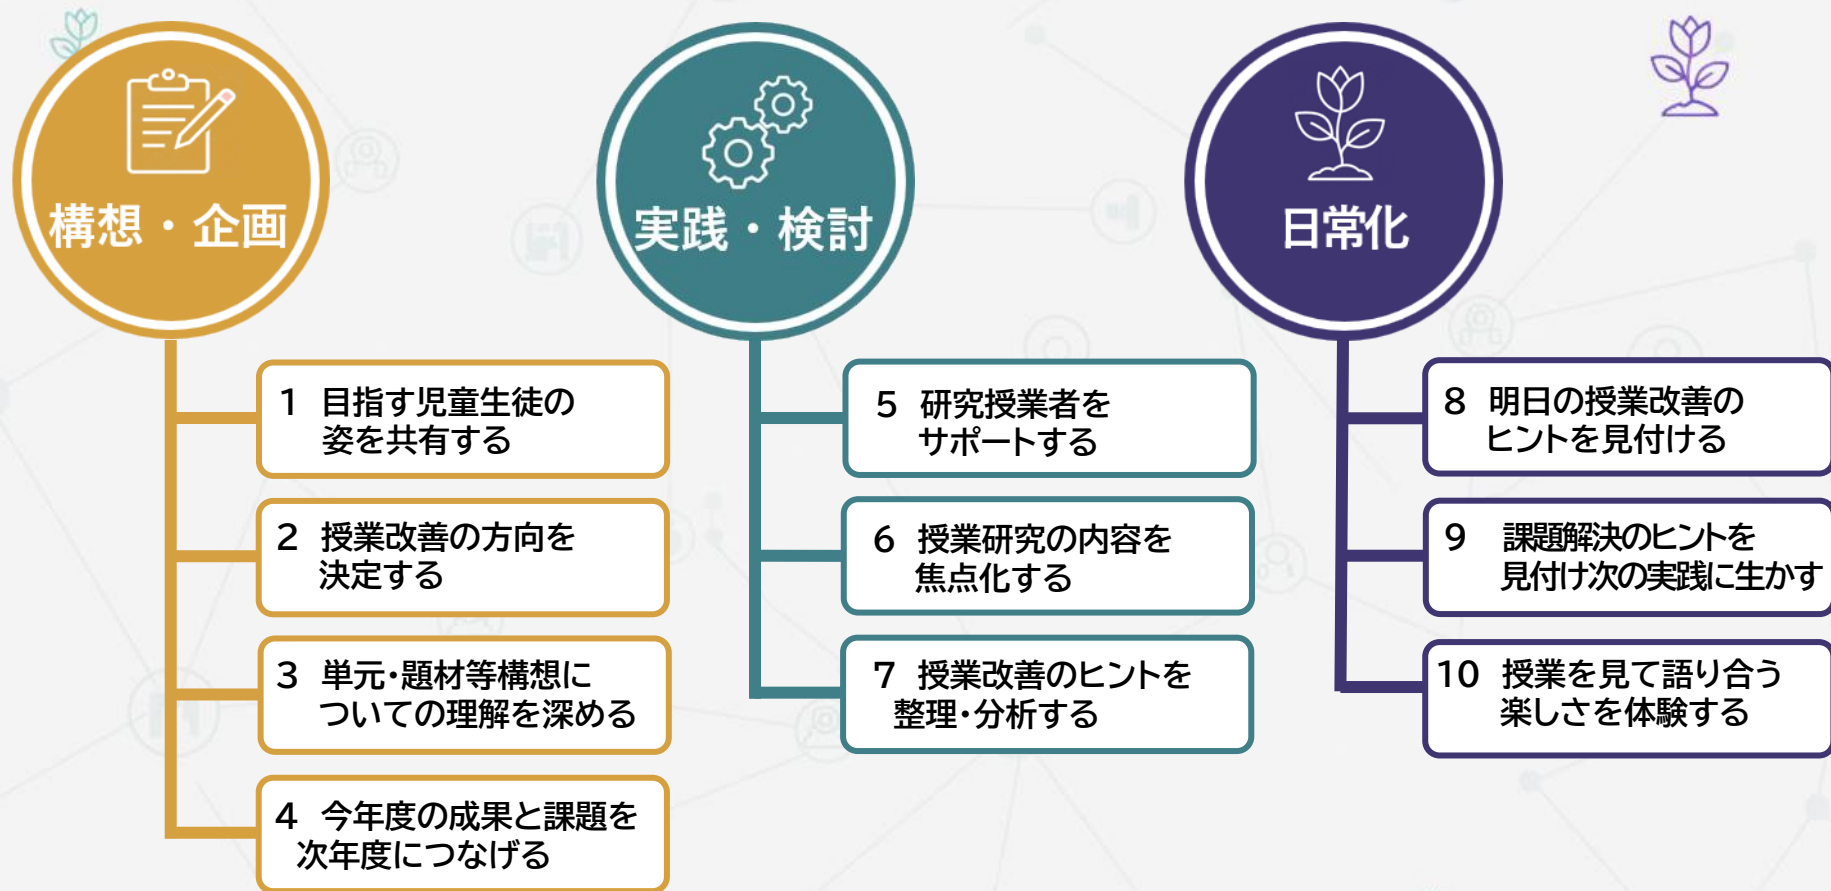 構想・企画
1 目指す児童生徒の
姿を共有する
2 授業改善の方向を
決定する
3 単元・題材等構想に
ついての理解を深める
4 今年度の成果と課題を
次年度につなげる
実践・検討
5 研究授業者を
サポートする
6 授業研究の内容を
焦点化する
7 授業改善のヒントを
整理・分析する
日常化
8 明日の授業改善の
ヒントを見付ける
9 課題解決のヒントを
見付け次の実践に生かす
10 授業を見て語り合う
楽しさを体験する